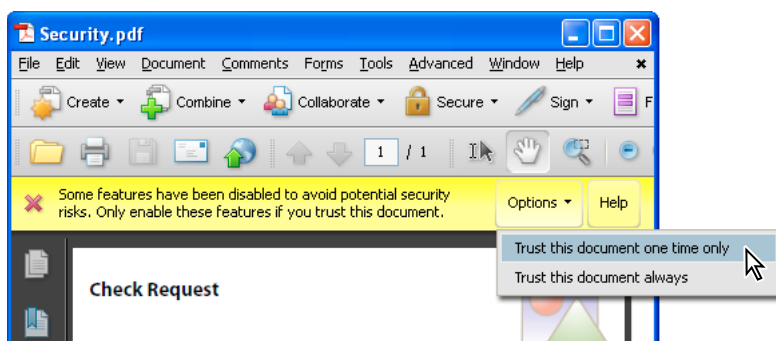 Security.pdf
File Edit View Document Comments Forms Tools Advanced Window Help
Create Combine Collaborate Secure Sign F
1 / 1
Some features have been disabled to avoid potential security
risks. Only enable these features if you trust this document.
Options Help
Trust this document one time only
Trust this document always
Check Request